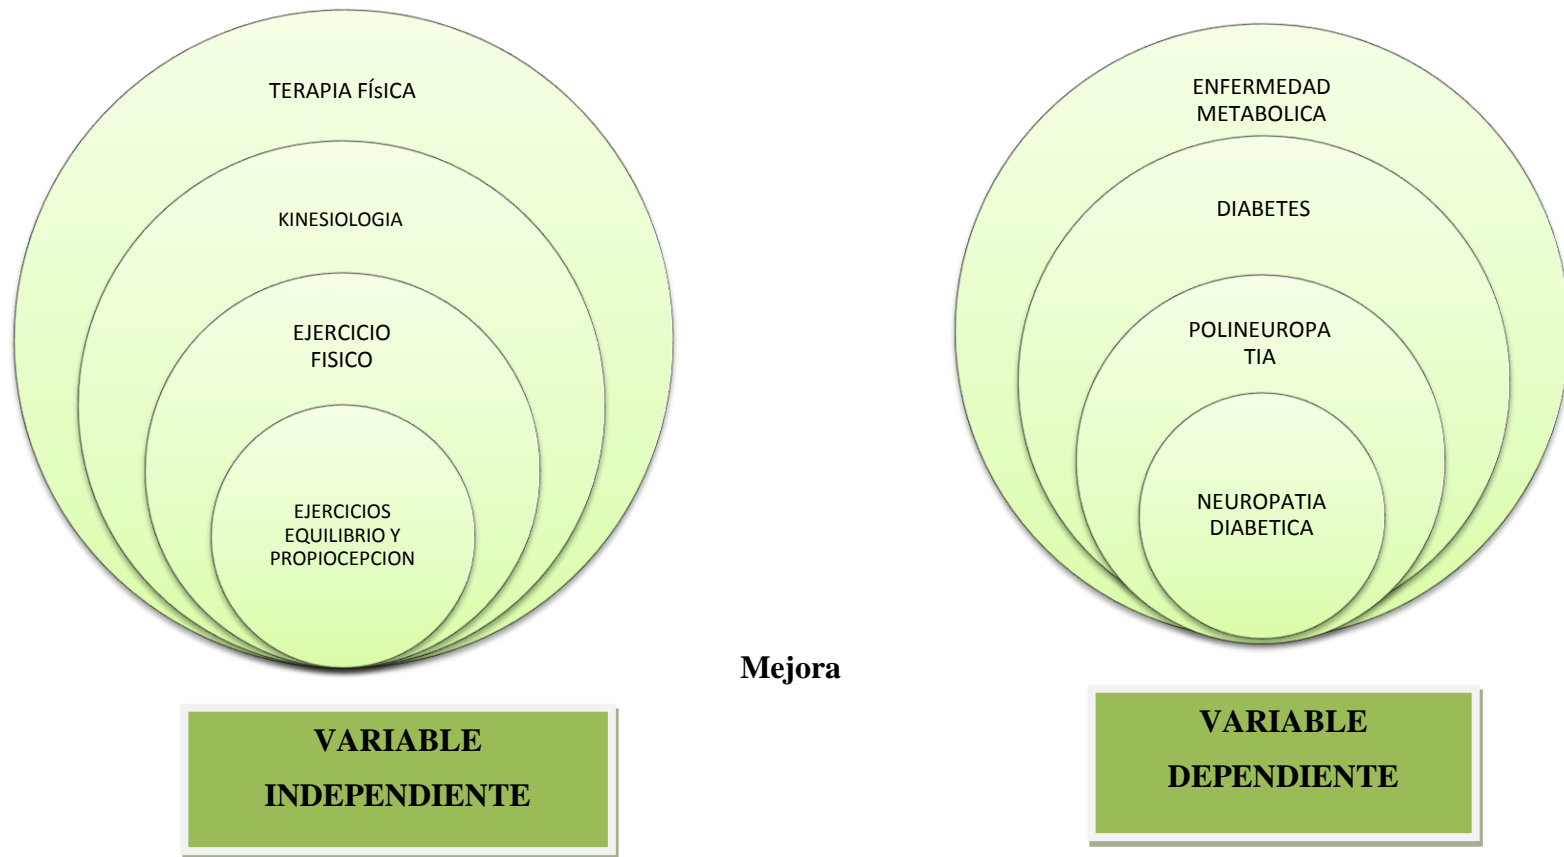 TERAPIA FÍsICA
KINESIOLOGIA
EJERCICIO
FISICO
EJERCICIOS
EQUILIBRIO Y
PROPIOCEPCION
ENFERMEDAD
METABOLICA
DIABETES
POLINEUROPA
TIA
NEUROPATIA
DIABETICA
Mejora
VARIABLE
INDEPENDIENTE
VARIABLE
DEPENDIENTE